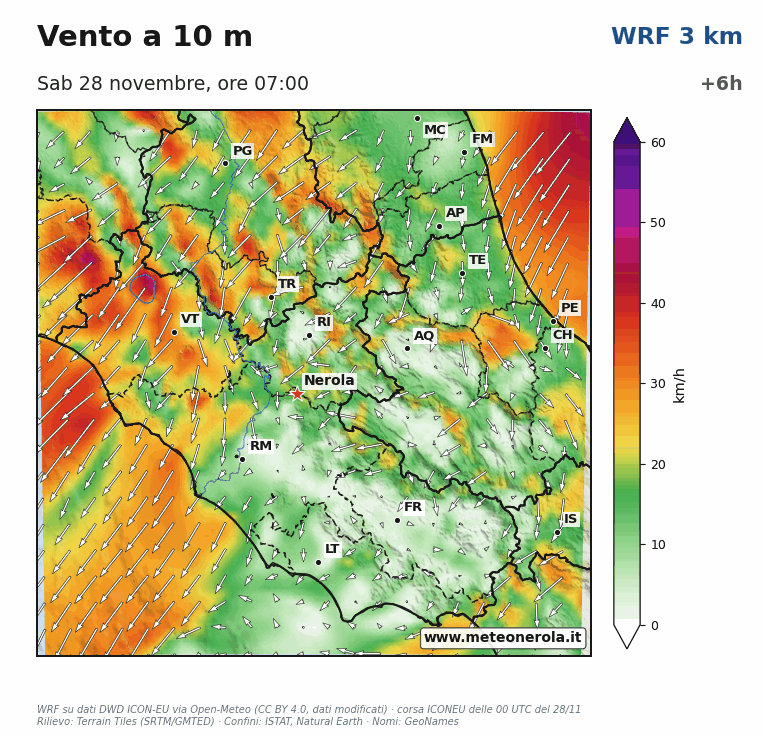 Vento a 10 m
WRF 3 km
Sab 28 novembre, ore 07:00
+6h
MC
FM
PG
AP
TE
TR
PE
VT
RI
AQ
CH
Nerola
RM
FR
IS
LT
www.meteonerola.it
60
50
40
30
20
10
0
km/h
WRF su dati DWD ICON-EU via Open-Meteo (CC BY 4.0, dati modificati) · corsa ICONEU delle 00 UTC del 28/11
Rilievo: Terrain Tiles (SRTM/GMTED) · Confini: ISTAT, Natural Earth · Nomi: GeoNames